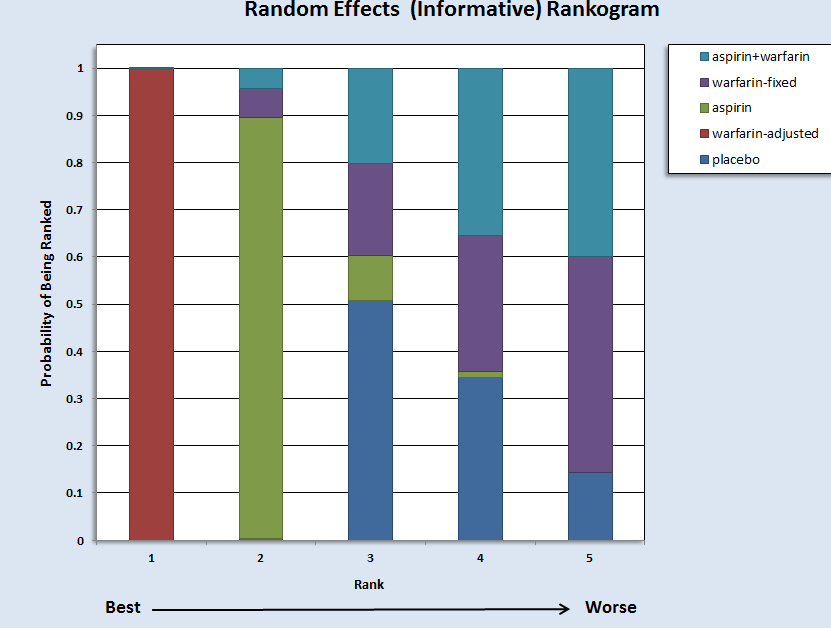 Random Effects (Informative) Rankogram
aspirin+warfarin
warfarin-fixed
aspirin
warfarin-adjusted
placebo
Probability of Being Ranked
1
0.9
0.8
0.7
0.6
0.5
0.4
0.3
0.2
0.1
0
1 2 3 4 5
Rank
Best Worse